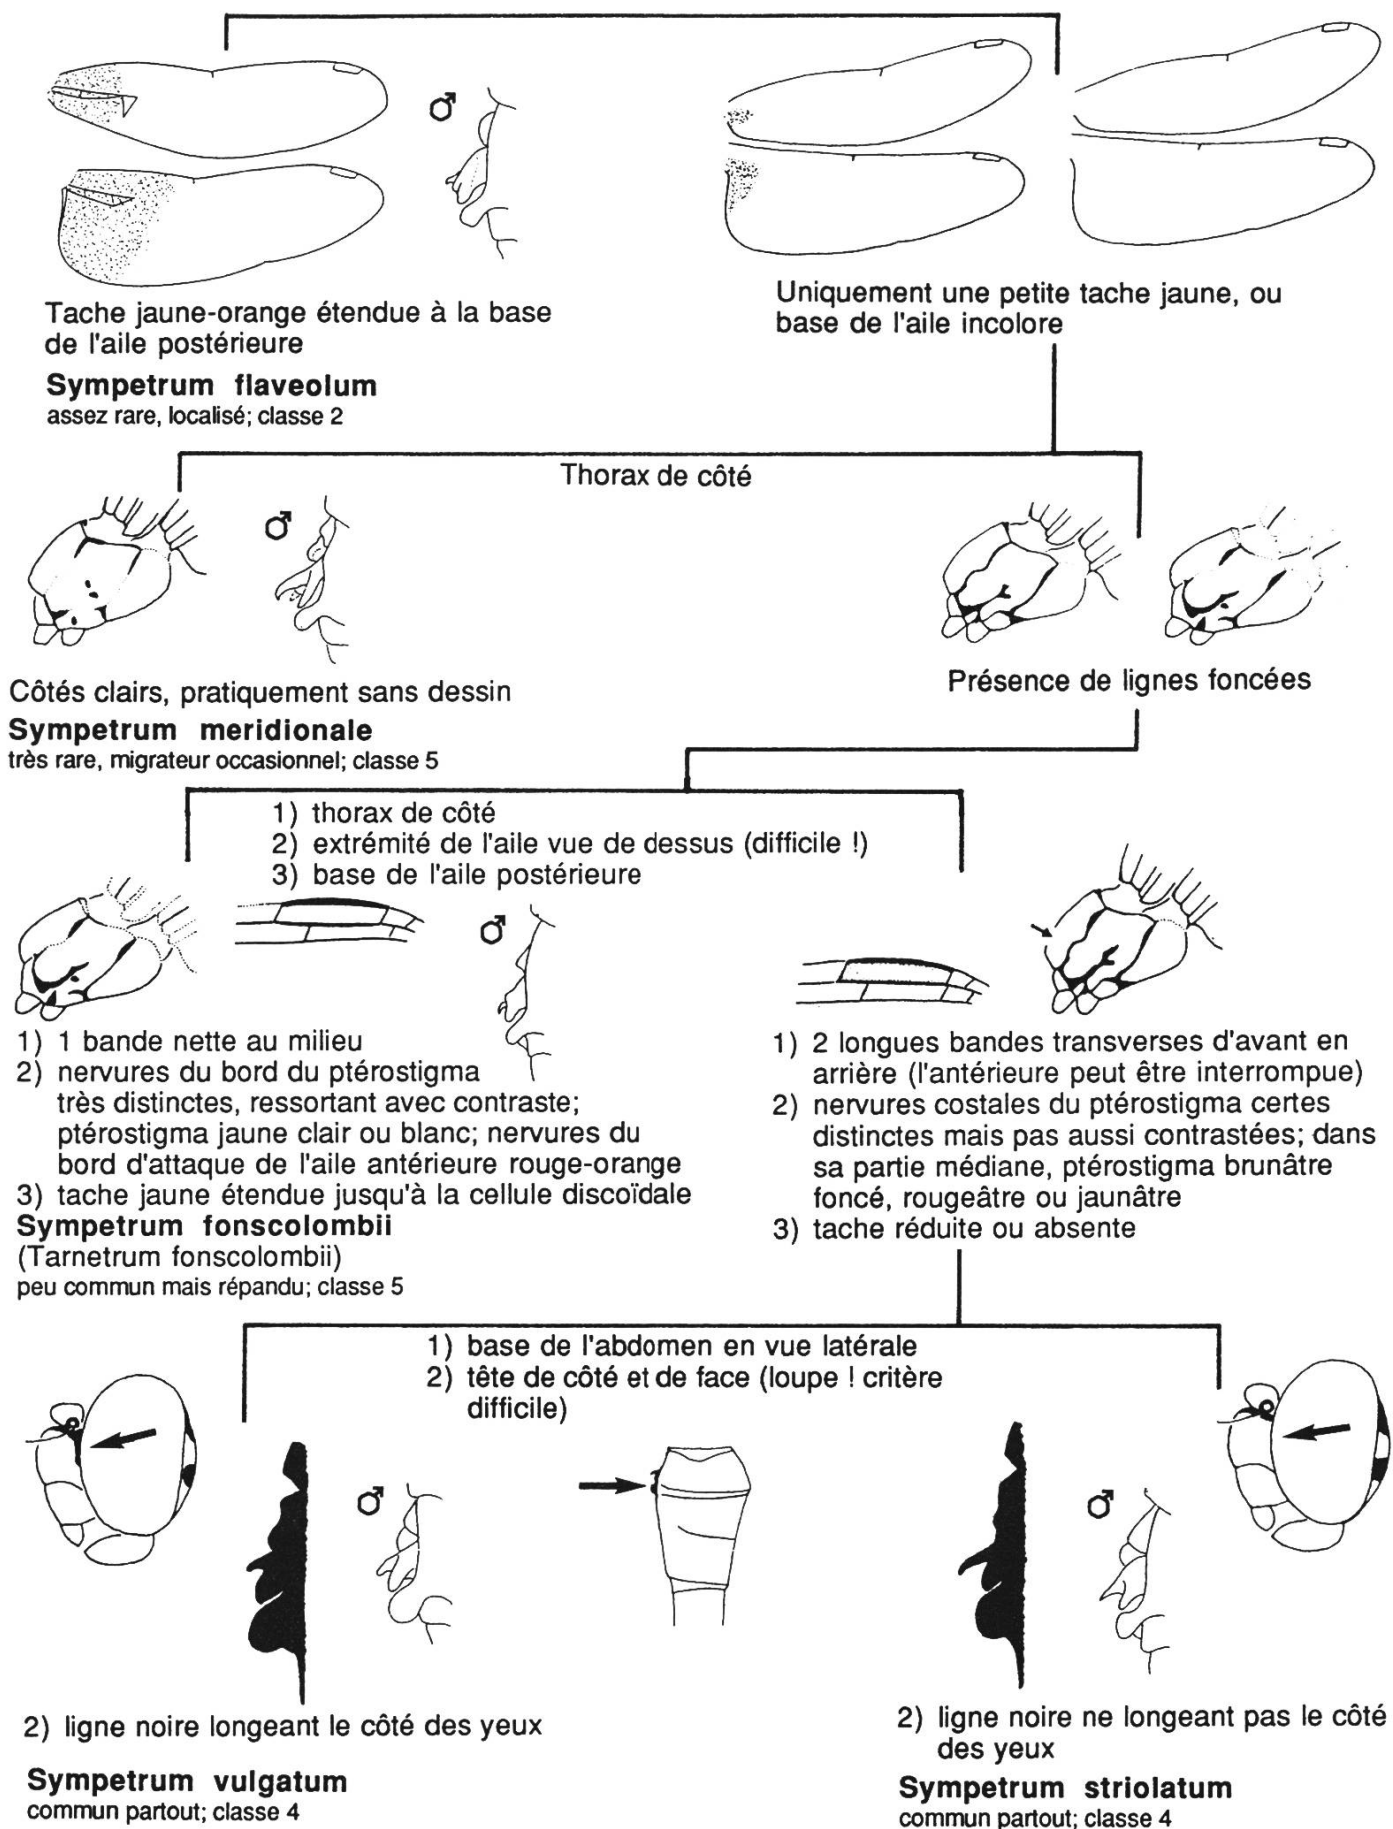 Tache jaune-orange étendue à la base
de l'aile postérieure
Sympetrum flaveolum
assez rare, localisé; classe 2
Uniquement une petite tache jaune, ou
base de l'aile incolore
Thorax de côté
Côtés clairs, pratiquement sans dessin
Sympetrum meridionale
très rare, migrateur occasionnel; classe 5
Présence de lignes foncées
1) thorax de côté
2) extrémité de l'aile vue de dessus (difficile !)
3) base de l'aile postérieure
1) 1 bande nette au milieu
2) nervures du bord du ptérostigma
très distinctes, ressortant avec contraste;
ptérostigma jaune clair ou blanc; nervures du
bord d'attaque de l'aile antérieure rouge-orange
3) tache jaune étendue jusqu'à la cellule discoïdale
Sympetrum fonscolombii
(Tarnetrum fonscolombii)
peu commun mais répandu; classe 5
1) 2 longues bandes transverses d'avant en
arrière (l'antérieure peut être interrompue)
2) nervures costales du ptérostigma certes
distinctes mais pas aussi contrastées; dans
sa partie médiane, ptérostigma brunâtre
foncé, rougeâtre ou jaunâtre
3) tache réduite ou absente
1) base de l'abdomen en vue latérale
2) tête de côté et de face (loupe ! critère
difficile)
2) ligne noire longeant le côté des yeux
Sympetrum vulgatum
commun partout; classe 4
2) ligne noire ne longeant pas le côté
des yeux
Sympetrum striolatum
commun partout; classe 4